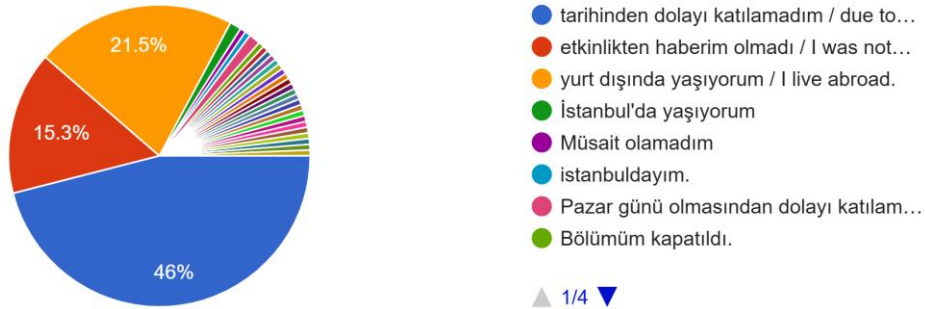 21.5%
15.3%
46%
tarihinden dolayı katılamadım / due to…
etkinlikten haberim olmadı / I was not…
yurt dışında yaşıyorum / I live abroad.
İstanbul'da yaşıyorum
Müsait olamadım
istanbuldayım.
Pazar günü olmasından dolayı katılam…
Bölümüm kapatıldı.
1/4